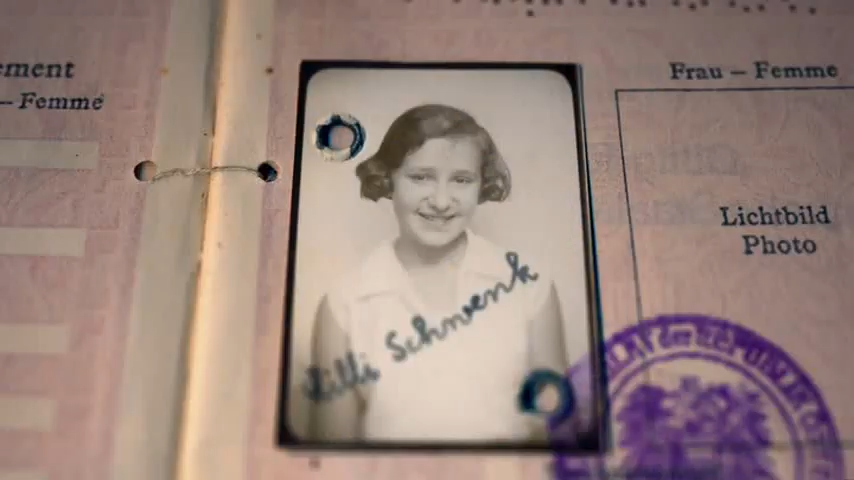 ement
– Femme
Frau – Femme
Lichtbild
Photo
Lilli Schwenk